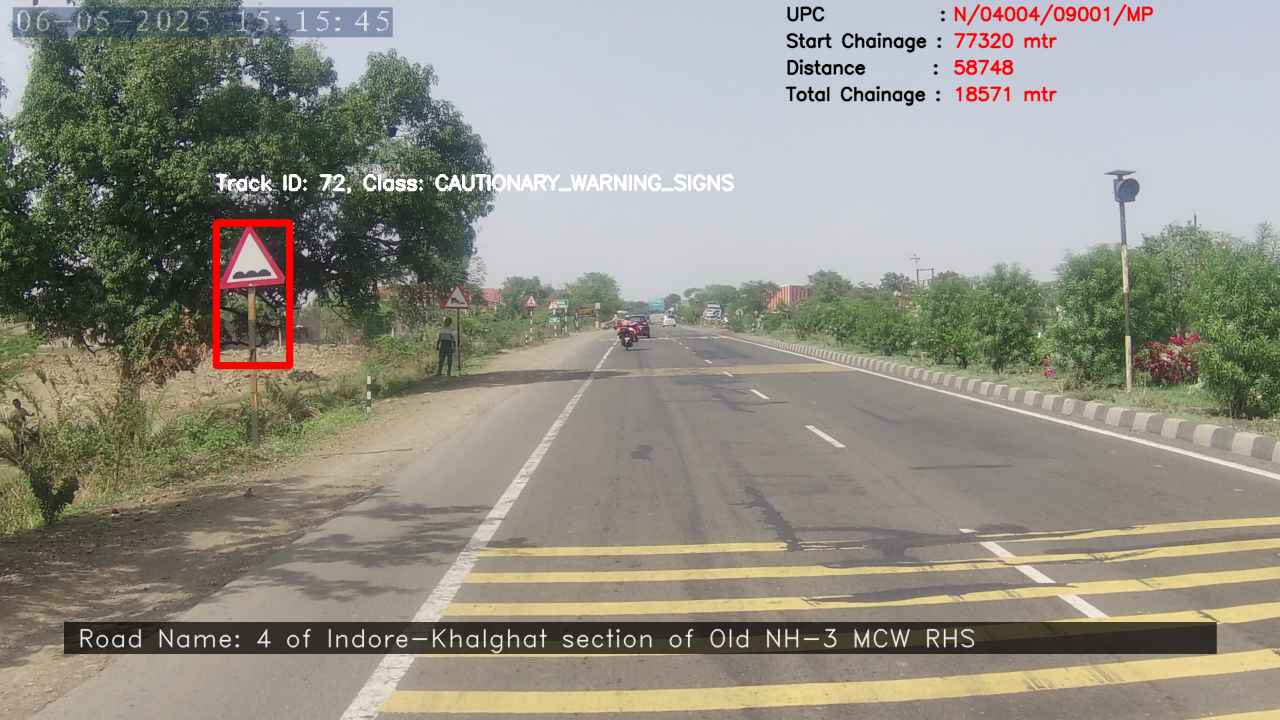 06-05-2025 15:15:45
UPC : N/04004/09001/MP
Start Chainage : 77320 mtr
Distance : 58748
Total Chainage : 18571 mtr
Track ID: 72, Class: CAUTIONARY_WARNING_SIGNS
Road Name: 4 of Indore-Khalghat section of Old NH-3 MCW RHS